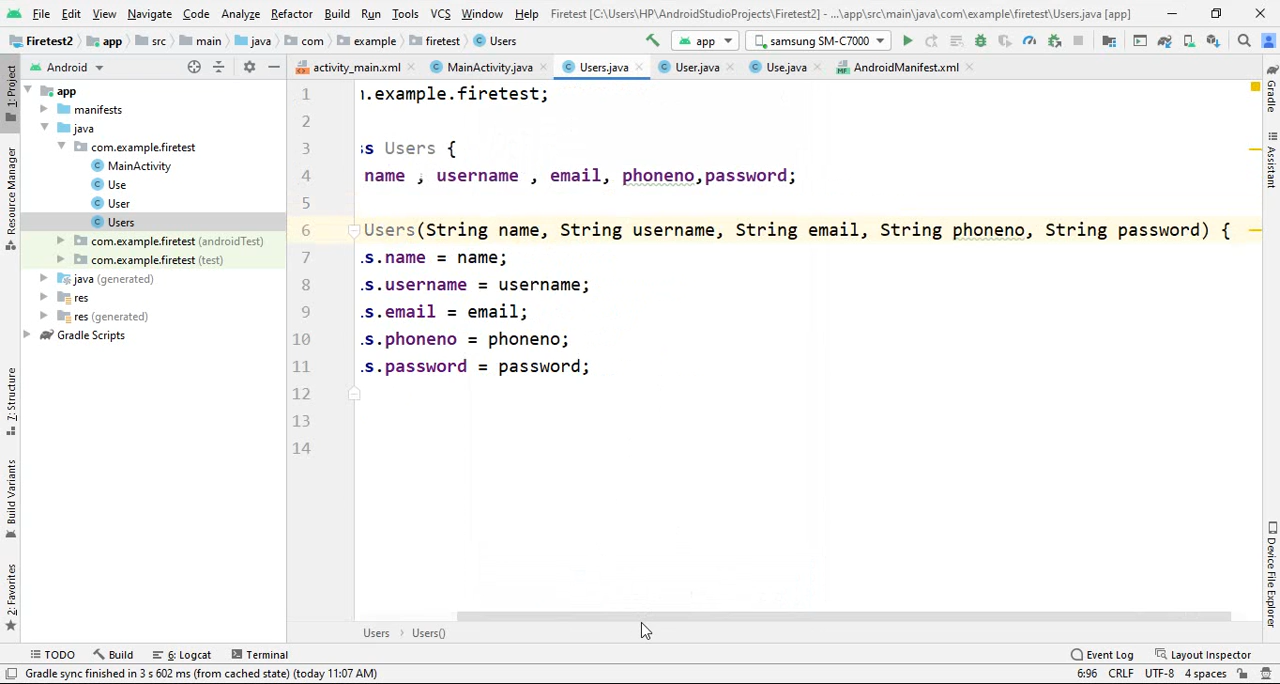 File Edit View Navigate Code Analyze Refactor Build Run Tools VCS Window Help Firetest [C:\Users\HP\AndroidStudioProjects\Firetest2] - ...\app\src\main\java\com\example\firetest\Users.java [app]
Firetest2 app src main java com example firetest Users app samsung SM-C7000
Android activity_main.xml MainActivity.java Users.java User.java Use.java AndroidManifest.xml
1: Project
Resource Manager
7: Structure
Build Variants
2: Favorites
app
manifests
java
com.example.firetest
MainActivity
Use
User
Users
com.example.firetest (androidTest)
com.example.firetest (test)
java (generated)
res
res (generated)
Gradle Scripts
1 .example.firetest;
2
3 ss Users {
4 name , username , email, phoneno,password;
5
6 Users(String name, String username, String email, String phoneno, String password) {
7 .s.name = name;
8 .s.username = username;
9 .s.email = email;
10 .s.phoneno = phoneno;
11 .s.password = password;
12
13
14
Gradle
Assistant
Device File Explorer
Users › Users()
TODO Build 6: Logcat Terminal Event Log Layout Inspector
Gradle sync finished in 3 s 602 ms (from cached state) (today 11:07 AM) 6:96 CRLF UTF-8 4 spaces